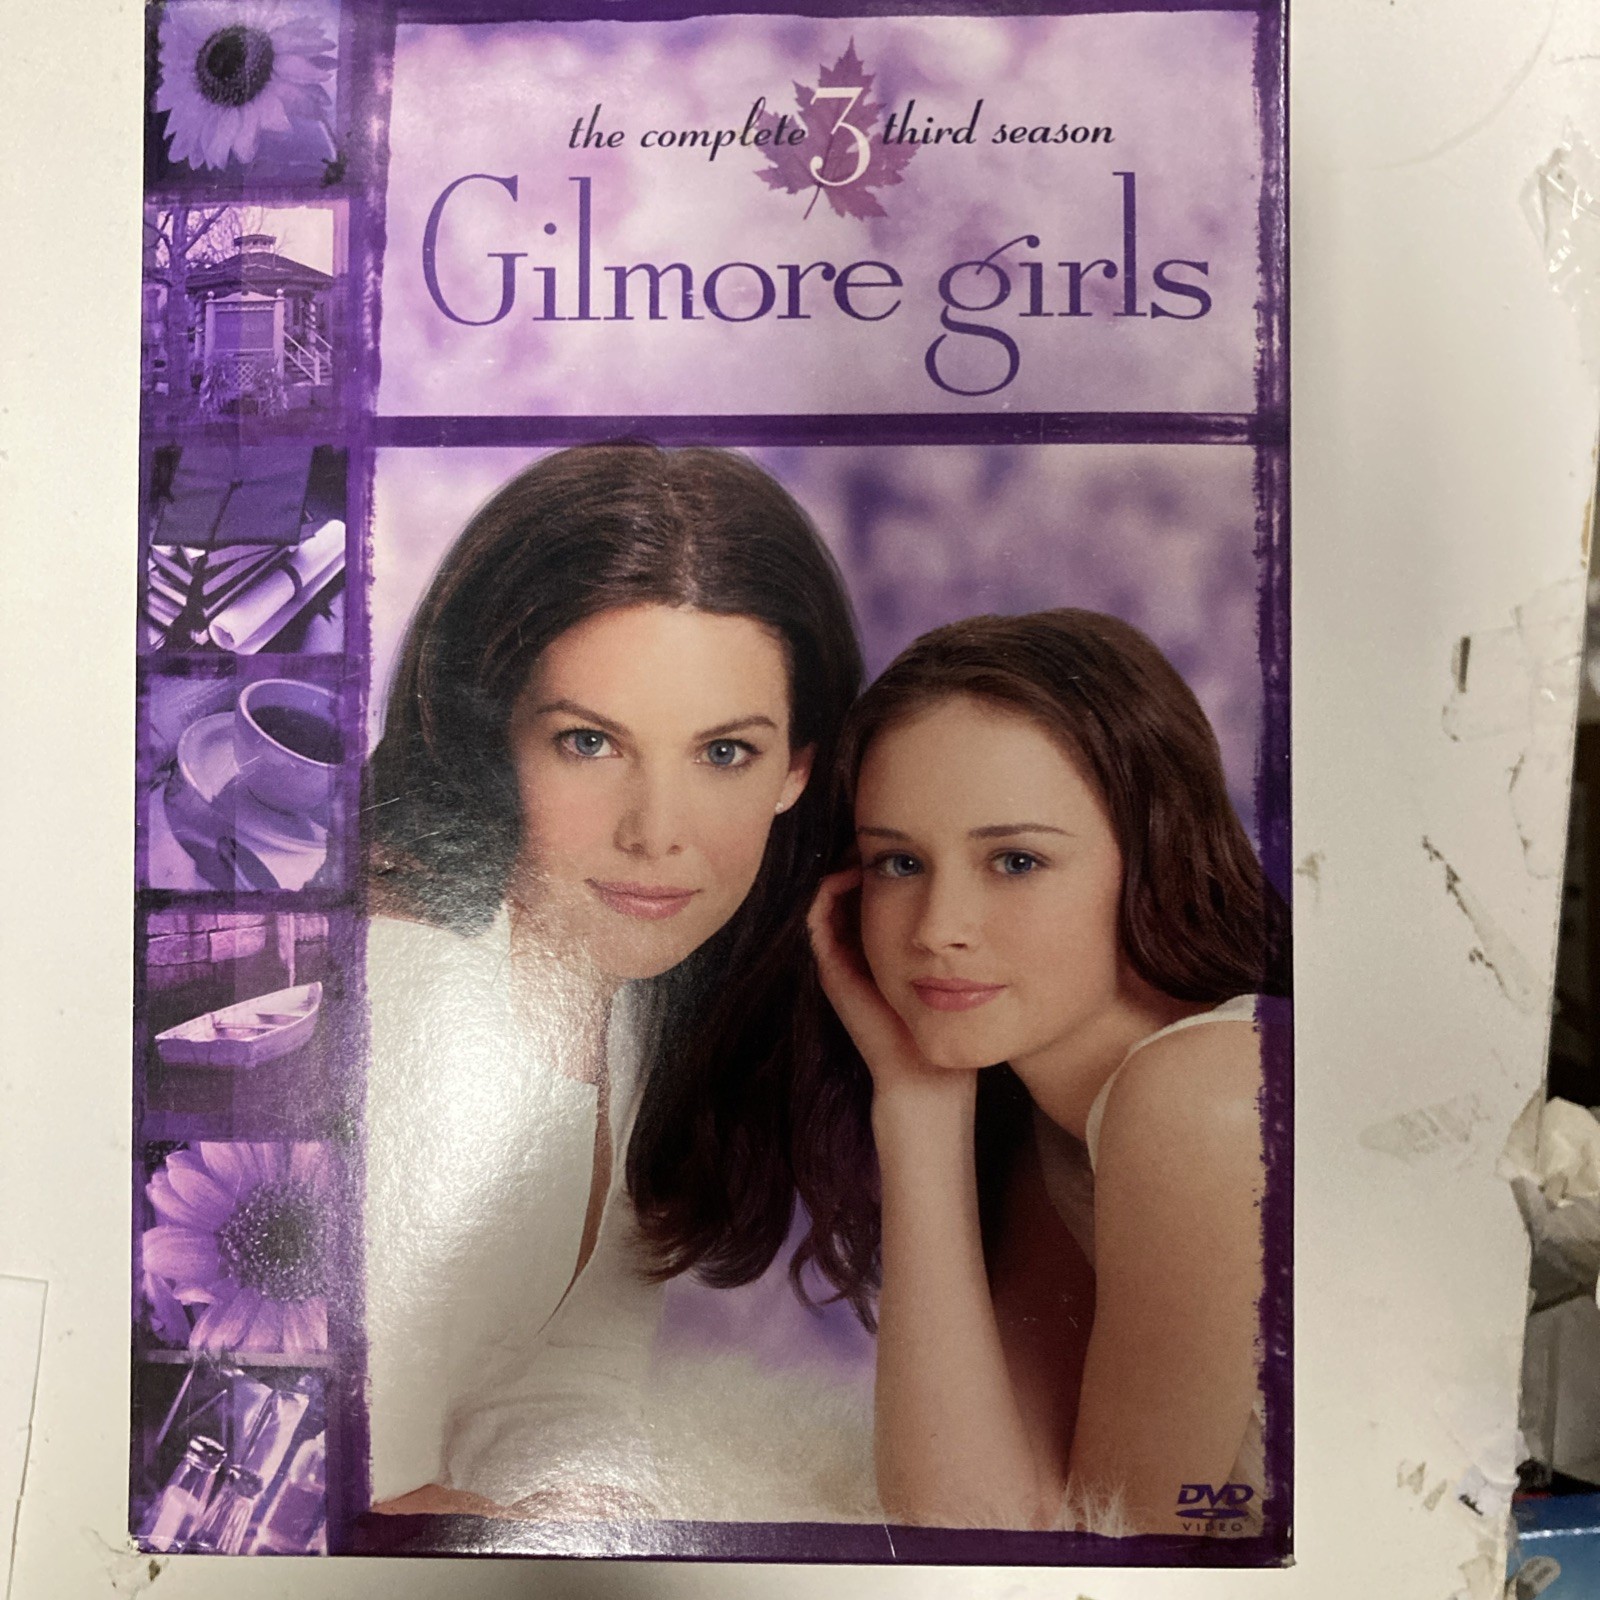 the complete 3 third season
Gilmore girls
DVD
VIDEO